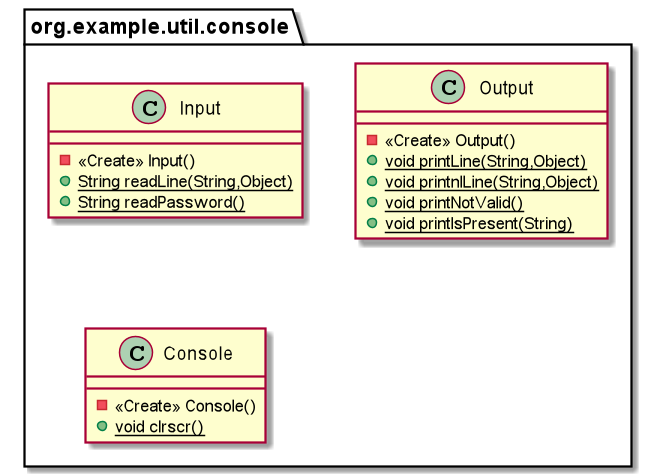 org.example.util.console
C Input
«Create» Input()
String readLine(String,Object)
String readPassword()
C Output
«Create» Output()
void printLine(String,Object)
void printnlLine(String,Object)
void printNotValid()
void printIsPresent(String)
C Console
«Create» Console()
void clrscr()